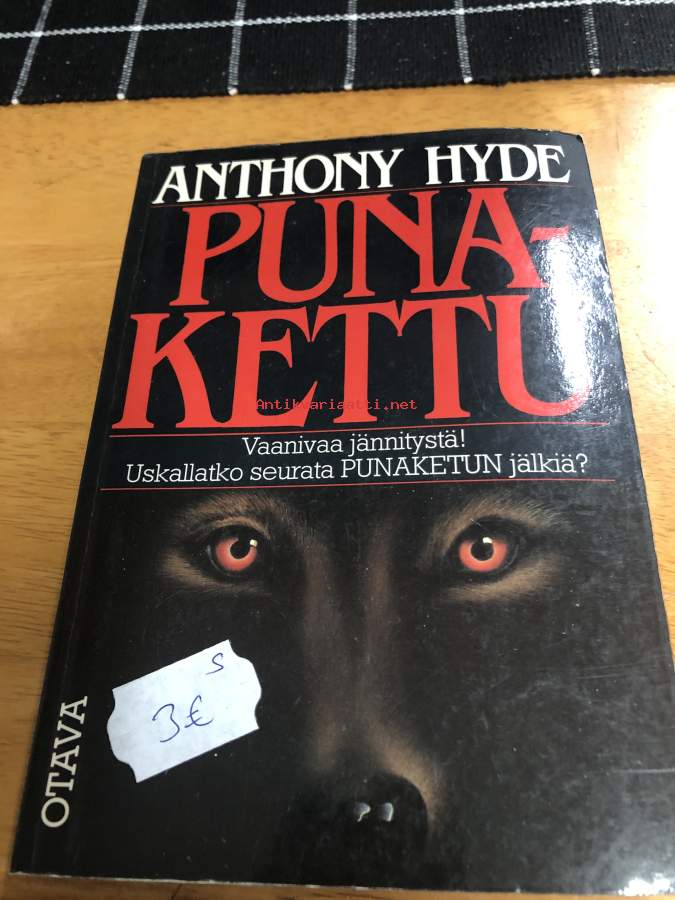 ANTHONY HYDE
PUNA-
KETTU
Antikvariaatti.net
Vaanivaa jännitystä!
Uskallatko seurata PUNAKETUN jälkiä?
S
3€
OTAVA